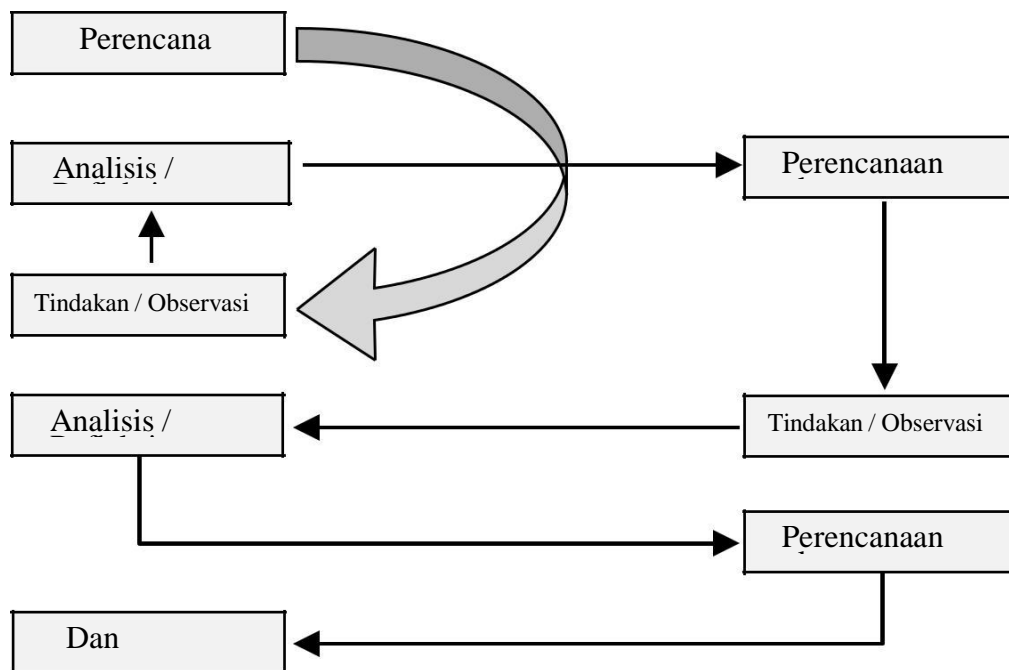 Perencana
Analisis /
Perencanaan
Tindakan / Observasi
Analisis /
Tindakan / Observasi
Perencanaan
Dan